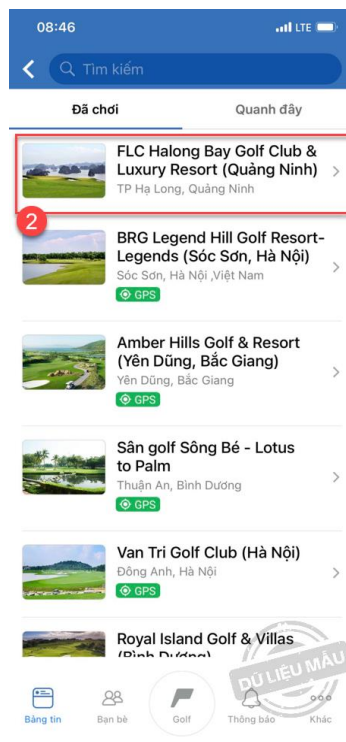 08:46
LTE
Tìm kiếm
Đã chơi
Quanh đây
FLC Halong Bay Golf Club &
Luxury Resort (Quảng Ninh)
TP Hạ Long, Quảng Ninh
2
BRG Legend Hill Golf Resort-
Legends (Sóc Sơn, Hà Nội)
Sóc Sơn, Hà Nội ,Việt Nam
GPS
Amber Hills Golf & Resort
(Yên Dũng, Bắc Giang)
Yên Dũng, Bắc Giang
GPS
Sân golf Sông Bé - Lotus
to Palm
Thuận An, Bình Dương
GPS
Van Tri Golf Club (Hà Nội)
Đông Anh, Hà Nội
GPS
Royal Island Golf & Villas
(Bình Dương)
DỮ LIỆU MẪU
Bảng tin
Bạn bè
Golf
Thông báo
Khác